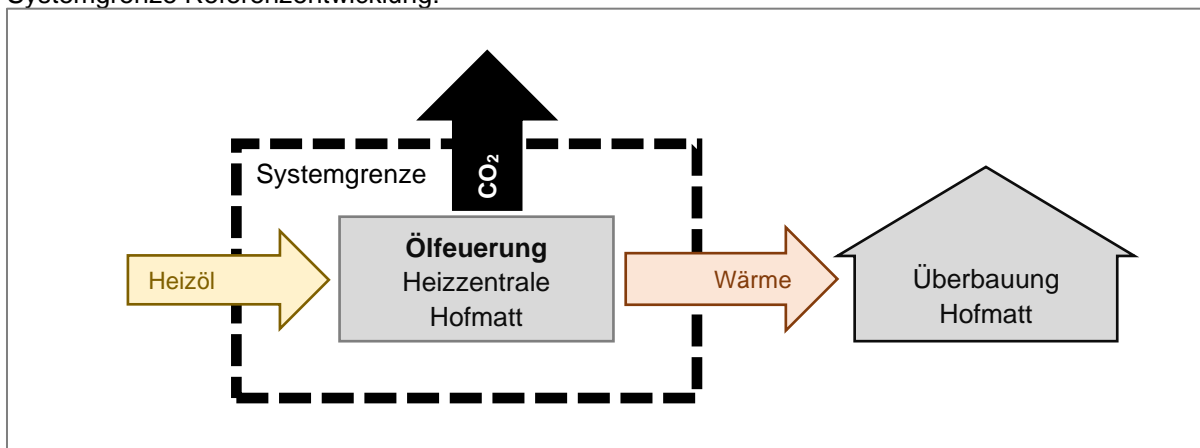 Systemgrenze Referenzentwicklung:
CO₂
Systemgrenze
Heizöl
Ölfeuerung
Heizzentrale
Hofmatt
Wärme
Überbauung
Hofmatt